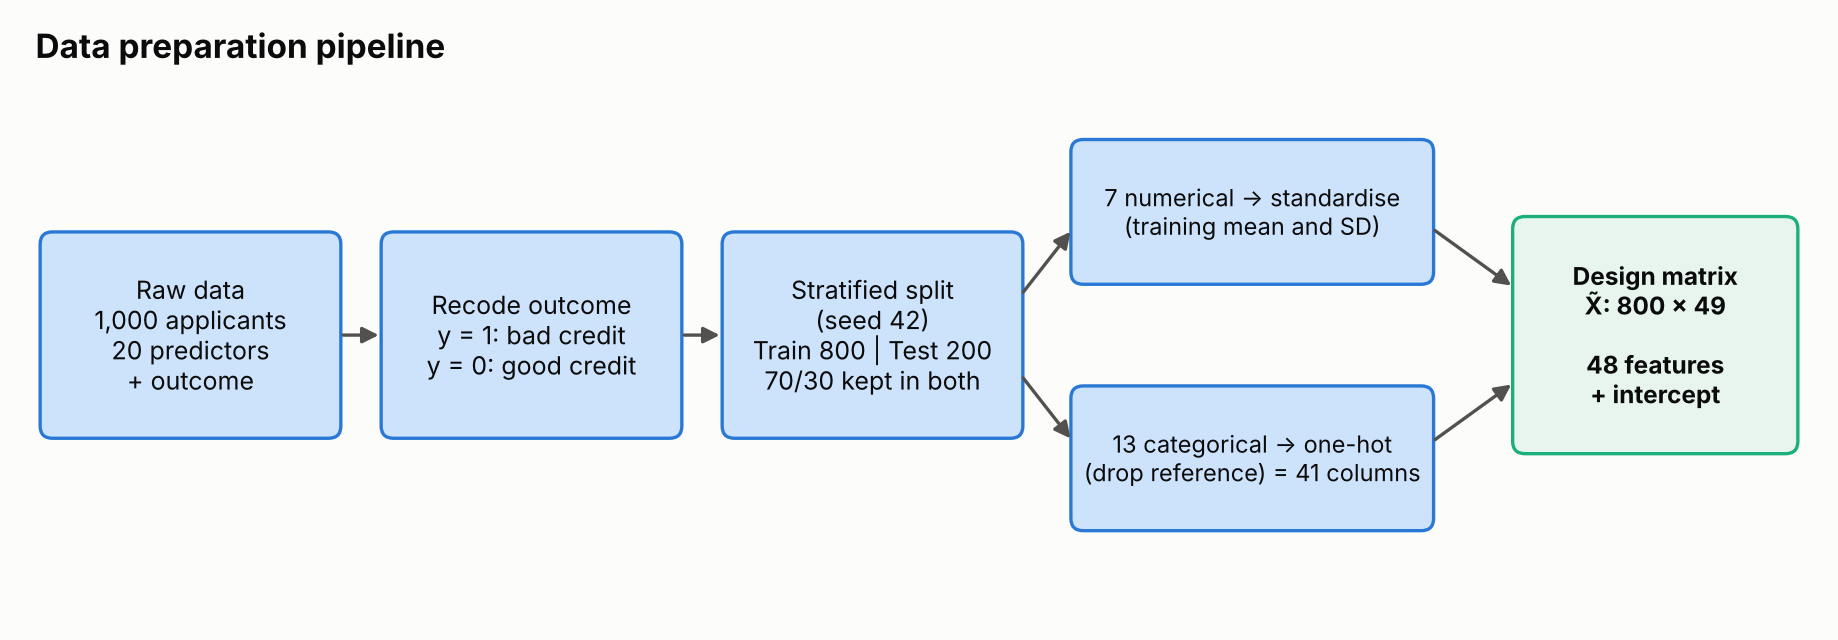 Data preparation pipeline
Raw data
1,000 applicants
20 predictors
+ outcome
Recode outcome
y = 1: bad credit
y = 0: good credit
Stratified split
(seed 42)
Train 800 | Test 200
70/30 kept in both
7 numerical → standardise
(training mean and SD)
13 categorical → one-hot
(drop reference) = 41 columns
Design matrix
X̃: 800 × 49
48 features
+ intercept